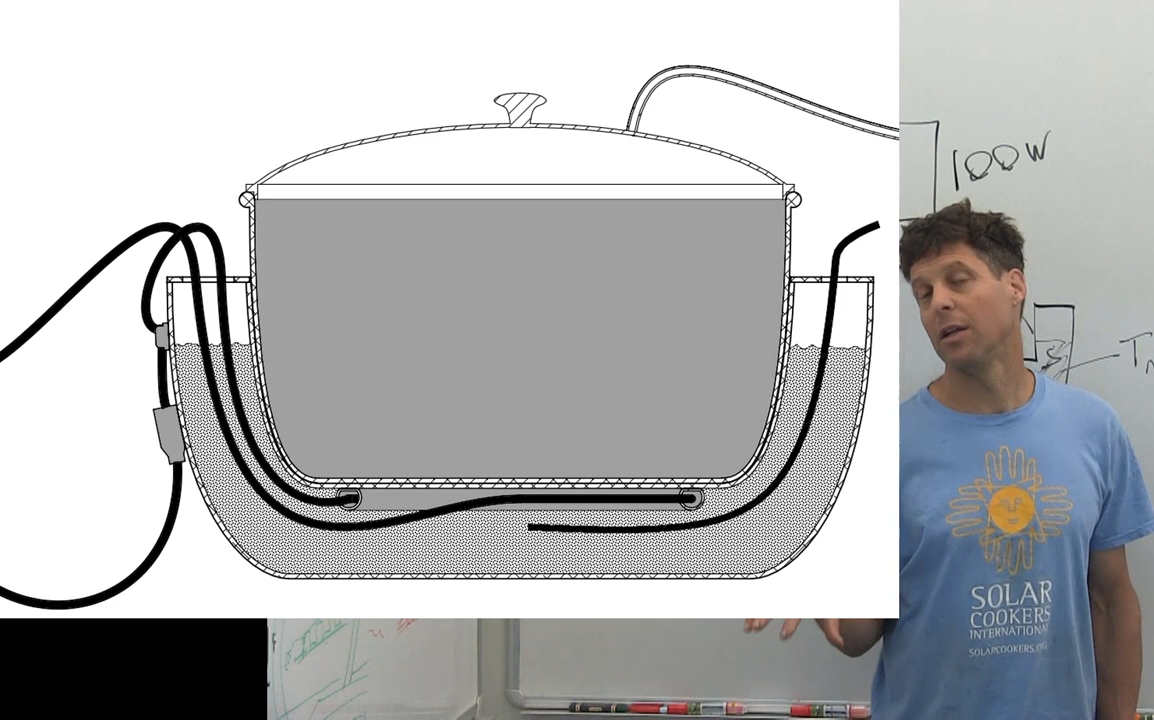 100W
SOLAR
COOKERS
INTERNATIONAL
SOLARCOOKERS.ORG